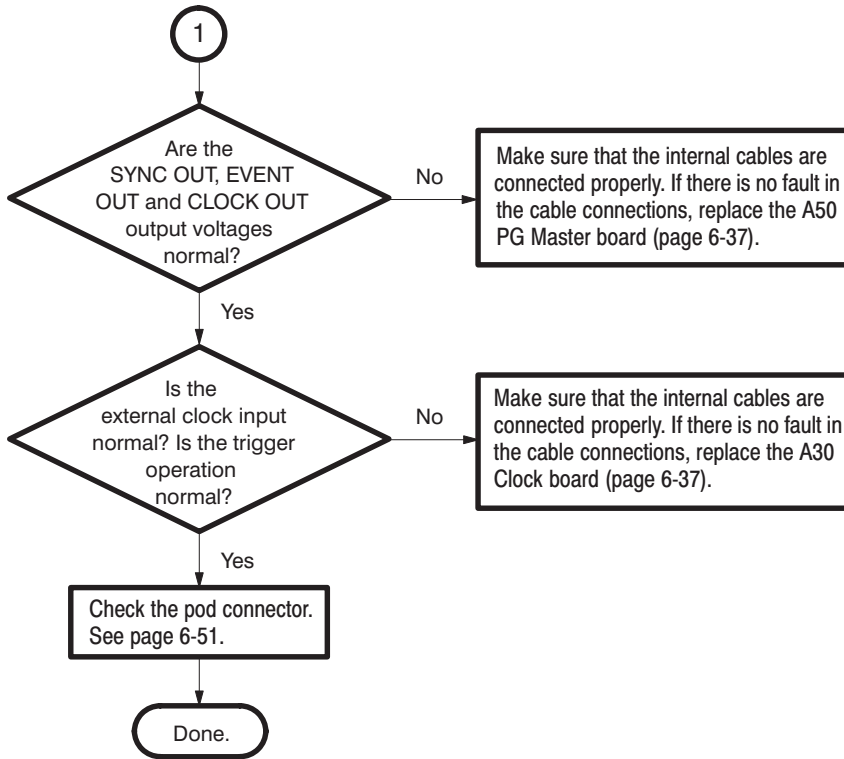 1
Are the
SYNC OUT, EVENT
OUT and CLOCK OUT
output voltages
normal?
No
Make sure that the internal cables are
connected properly. If there is no fault in
the cable connections, replace the A50
PG Master board (page 6-37).
Yes
Is the
external clock input
normal? Is the trigger
operation
normal?
No
Make sure that the internal cables are
connected properly. If there is no fault in
the cable connections, replace the A30
Clock board (page 6-37).
Yes
Check the pod connector.
See page 6-51.
Done.